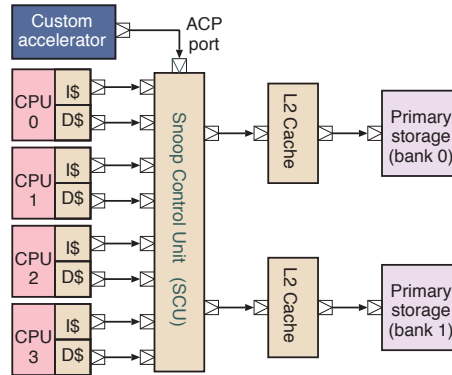 Custom
accelerator
ACP
port
CPU
0
I$
D$
CPU
1
I$
D$
CPU
2
I$
D$
CPU
3
I$
D$
Snoop Control Unit
(SCU)
L2 Cache
Primary
storage
(bank 0)
L2 Cache
Primary
storage
(bank 1)